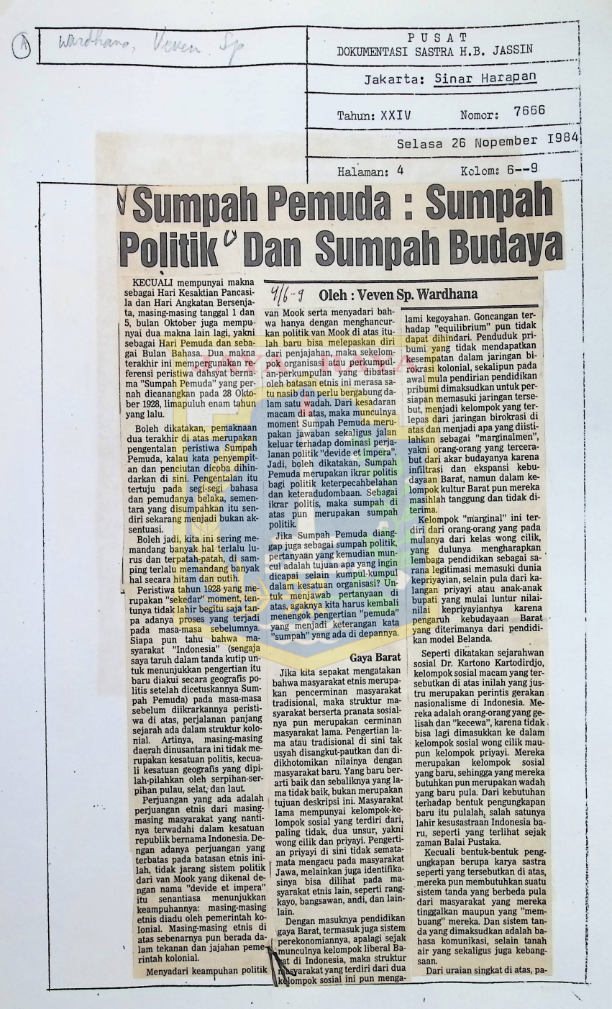 A
Wardhana, Veven Sp
PUSAT
DOKUMENTASI SASTRA H.B. JASSIN
Jakarta: Sinar Harapan
Tahun: XXIV Nomor: 7666
Selasa 26 Nopember 1984
Halaman: 4 Kolom: 6--9
Sumpah Pemuda : Sumpah
Politik Dan Sumpah Budaya
KECUALI mempunyai makna
sebagai Hari Kesaktian Pancasi-
la dan Hari Angkatan Bersenja-
ta, masing-masing tanggal 1 dan
5, bulan Oktober juga mempu-
nyai dua makna lain lagi, yakni
sebagai Hari Pemuda dan seba-
gai Bulan Bahasa. Dua makna
terakhir ini mempunyai re-
ferensi peristiwa dahsyat berna-
ma "Sumpah Pemuda" yang per-
nah dicanangkan pada 28 Okto-
ber 1928, limapuluh enam tahun
yang lalu.
Boleh dikatakan, pemaknaan
dua terakhir di atas merupakan
pengentalan peristiwa Sumpah
Pemuda, kalau kata penyempit-
an dan penciutan dicoba dihin-
darkan di sini. Pengentalan itu
tertuju pada segi-segi bahasa
dan pemudanya belaka, semen-
tara yang disumpahkan itu sen-
diri sekarang menjadi bukan ak-
sentuasi.
Boleh jadi, kita ini sering me-
mandang banyak hal terlalu lu-
rus dan terpatah-patah, di sam-
ping terlalu memandang banyak
hal secara hitam dan putih.
Peristiwa tahun 1928 yang me-
rupakan "sekedar" moment, ten-
tunya tidak lahir begitu saja tan-
pa adanya proses yang terjadi
pada masa-masa sebelumnya.
Siapa pun tahu bahwa ma-
syarakat "Indonesia" (sengaja
saya taruh dalam tanda kutip un-
tuk menunjukkan pengertian itu
baru diakui secara geografis po-
litis setelah dicetuskannya Sum-
pah Pemuda) pada masa-masa
sebelum diikrarkannya peristi-
wa di atas, perjalanan panjang
sejarah ada dalam struktur kolo-
nial. Artinya, masing-masing
daerah dinusantara ini tidak me-
rupakan kesatuan politis, kecua-
li kesatuan geografis yang dipi-
lah-pilahkan oleh serpihan-ser-
pihan pulau, selat, dan laut.
Perjuangan yang ada adalah
perjuangan etnis dari masing-
masing masyarakat yang nanti-
nya terwadahi dalam kesatuan
republik bernama Indonesia. De-
ngan adanya perjuangan yang
terbatas pada batasan etnis ini-
lah, tidak jarang sistem politik
dari van Mook yang dikenal de-
ngan nama "devide et impera"
itu senantiasa menunjukkan
keampuhannya: masing-masing
etnis diadu oleh pemerintah ko-
lonial. Masing-masing etnis di
atas sebenarnya pun berada da-
lam tekanan dan jajahan peme-
rintah kolonial.
Menyadari keampuhan politik
4/6-9 Oleh : Veven Sp. Wardhana
van Mook serta menyadari bah-
wa hanya dengan menghancur-
kan politik van Mook di atas itu-
lah baru bisa melepaskan diri
dari penjajahan, maka sekelom-
pok organisasi atau perkumpul-
an-perkumpulan yang dibatasi
oleh batasan etnis ini merasa sa-
tu nasib dan perlu bergabung da-
lam satu wadah. Dari kesadaran
macam di atas, maka munculnya
moment Sumpah Pemuda meru-
pakan jawaban sekaligus jalan
keluar terhadap dominasi perja-
lanan politik "devide et impera".
Jadi, boleh dikatakan, Sumpah
Pemuda merupakan ikrar politis
bagi politik keterpecahbelahan
dan keteradudombaan. Sebagai
ikrar politis, maka sumpah di
atas pun merupakan sumpah
politik.
Jika Sumpah Pemuda diang-
gap juga sebagai sumpah politik,
pertanyaan yang kemudian mun-
cul adalah tujuan apa yang ingin
dicapai selain kumpul-kumpul
dalam kesatuan organisasi? Un-
tuk menjawab pertanyaan di
atas, agaknya kita harus kembali
menengok pengertian "pemuda"
yang menjadi keterangan kata
"sumpah" yang ada di depannya.
Gaya Barat
Jika kita sepakat mengatakan
bahwa masyarakat etnis merupa-
kan pencerminan masyarakat
tradisional, maka struktur ma-
syarakat berserta pranata sosial-
nya pun merupakan cerminan
masyarakat lama. Pengertian la-
ma atau tradisional di sini tak
usyah disangkut-pautkan dan di-
dikhotomikan nilainya dengan
masyarakat baru. Yang baru ber-
arti baik dan sebaliknya yang la-
ma tidak baik, bukan merupakan
tujuan deskripsi ini. Masyarakat
lama mempunyai kelompok-ke-
lompok sosial yang terdiri dari,
paling tidak, dua unsur, yakni
wong cilik dan priyayi. Pengerti-
an priyayi di sini tidak semata-
mata mengacu pada masyarakat
Jawa, melainkan juga identifika-
sinya bisa dilihat pada ma-
syarakat etnis lain, seperti rang-
kayo, bangsawan, andi, dan lain-
lain.
Dengan masuknya pendidikan
gaya Barat, termasuk juga sistem
perekonomiannya, apalagi sejak
munculnya kelompok liberal Ba-
rat di Indonesia, maka struktur
masyarakat yang terdiri dari dua
kelompok sosial ini pun menga-
lami kegoyahan. Goncangan ter-
hadap "equilibrium" pun tidak
dapat dihindari. Penduduk pri-
bumi yang tidak mendapatkan
kesempatan dalam jaringan bi-
rokrasi kolonial, sekalipun pada
awal mula pendirian pendidikan
pribumi dimaksudkan untuk per-
siapan memasuki jaringan terse-
but, menjadi kelompok yang ter-
lepas dari jaringan birokrasi di
atas dan menjadi apa yang diisti-
lahkan sebagai "marginalmen",
yakni orang-orang yang tercera-
but dari akar budayanya karena
infiltrasi dan ekspansi kebu-
dayaan Barat, namun dalam ke-
lompok kultur Barat pun mereka
masihlah tanggung dan tidak di-
terima.
Kelompok "marginal" ini ter-
diri dari orang-orang yang pada
mulanya dari kelas wong cilik,
yang dulunya mengharapkan
lembaga pendidikan sebagai sa-
rana legitimasi memasuki dunia
kepriyayian, selain pula dari ka-
langan priyayi atau anak-anak
bupati yang mulai luntur nilai-
nilai kepriyayiannya karena
pengaruh kebudayaan Barat
yang diterimanya dari pendidi-
kan model Belanda.
Seperti dikatakan sejarahwan
sosial Dr. Kartono Kartodirdjo,
kelompok sosial macam yang ter-
sebutkan di atas inilah yang jus-
tru merupakan perintis gerakan
nasionalisme di Indonesia. Me-
reka adalah orang-orang yang ge-
lisah dan "kecewa", karena tidak
bisa lagi dimasukkan ke dalam
kelompok sosial wong cilik mau-
pun kelompok priyayi. Mereka
merupakan kelompok sosial
yang baru, sehingga yang mereka
butuhkan pun merupakan wadah
yang baru pula. Dari kebutuhan
terhadap bentuk pengungkapan
baru itu pulalah, salah satunya
lahir kesusastraan Indonesia ba-
ru, seperti yang terlihat sejak
zaman Balai Pustaka.
Kecuali bentuk-bentuk peng-
ungkapan berupa karya sastra
seperti yang tersebutkan di atas,
mereka pun membutuhkan suatu
sistem tanda yang berbeda pula
dari masyarakat yang mereka
tinggalkan maupun yang "mem-
buang" mereka. Dan sistem tan-
da yang dimaksudkan adalah ba-
hasa komunikasi, selain tanah
air yang sekaligus juga kebang-
saan.
Dari uraian singkat di atas, pa-
JAYA RAYA